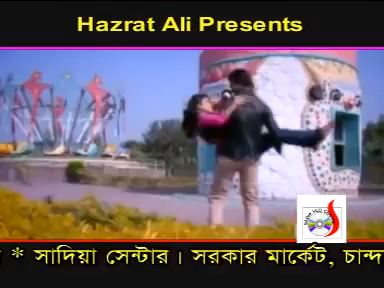 Hazrat Ali Presents
* সাদিয়া সেন্টার। সরকার মার্কেট, চান্দ